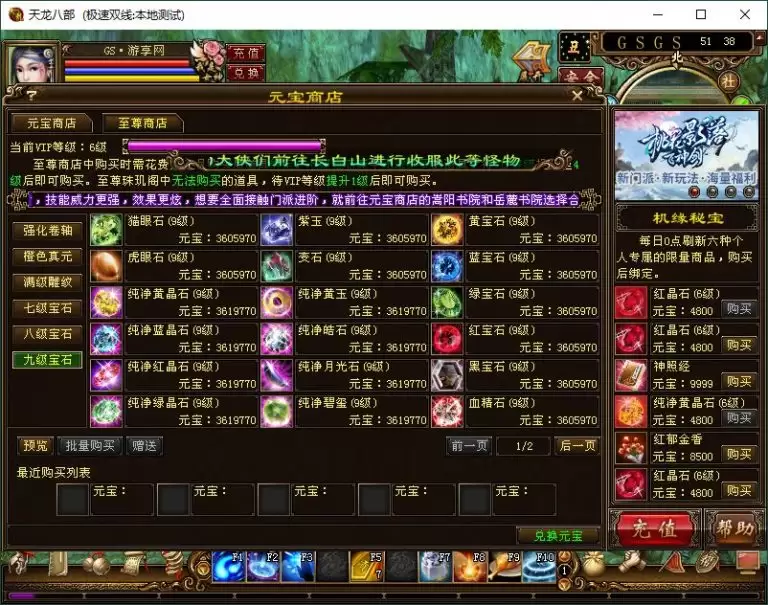 天龙八部 (极速双线:本地测试)
GS·游享网
充值
兑换
丑
GSGS 51 38
北
安全
社
? 元宝商店
元宝商店 至尊商店
当前VIP等级：6级
至尊商店中购买时需花费
大侠们前往长白山进行收服此等怪物
4
级后即可购买。至尊珠玑阁中无法购买的道具，待VIP等级提升1级后即可购买。
，技能威力更强，效果更炫，想要全面接触门派进阶，就前往元宝商店的嵩阳书院和岳麓书院选择合
强化卷轴
橙色真元
满级雕纹
七级宝石
八级宝石
九级宝石
猫眼石(9级) 紫玉(9级) 黄宝石(9级)
元宝：3605970 元宝：3605970 元宝：3605970
虎眼石(9级) 变石(9级) 蓝宝石(9级)
元宝：3605970 元宝：3605970 元宝：3605970
纯净黄晶石(9级) 纯净黄玉(9级) 绿宝石(9级)
元宝：3619770 元宝：3619770 元宝：3605970
纯净蓝晶石(9级) 纯净皓石(9级) 红宝石(9级)
元宝：3619770 元宝：3619770 元宝：3605970
纯净红晶石(9级) 纯净月光石(9级) 黑宝石(9级)
元宝：3619770 元宝：3619770 元宝：3605970
纯净绿晶石(9级) 纯净碧玺(9级) 血精石(9级)
元宝：3619770 元宝：3619770 元宝：3605970
预览 批量购买 赠送 前一页 1/2 后一页
最近购买列表
元宝： 元宝： 元宝： 元宝： 元宝：
兑换元宝
新门派·新玩法·海量福利
机缘秘宝
每日0点刷新六种个
人专属的限量商品，购买
后绑定。
红晶石(6级)
元宝：4800 购买
红晶石(6级)
元宝：4800 购买
神照经
元宝：9999 购买
纯净黄晶石(6级)
元宝：4800 购买
红郁金香
元宝：8500 购买
红晶石(6级)
元宝：4800 购买
充值 帮助
F1 F2 F3 F5 F7 F8 F9 F10
7
1